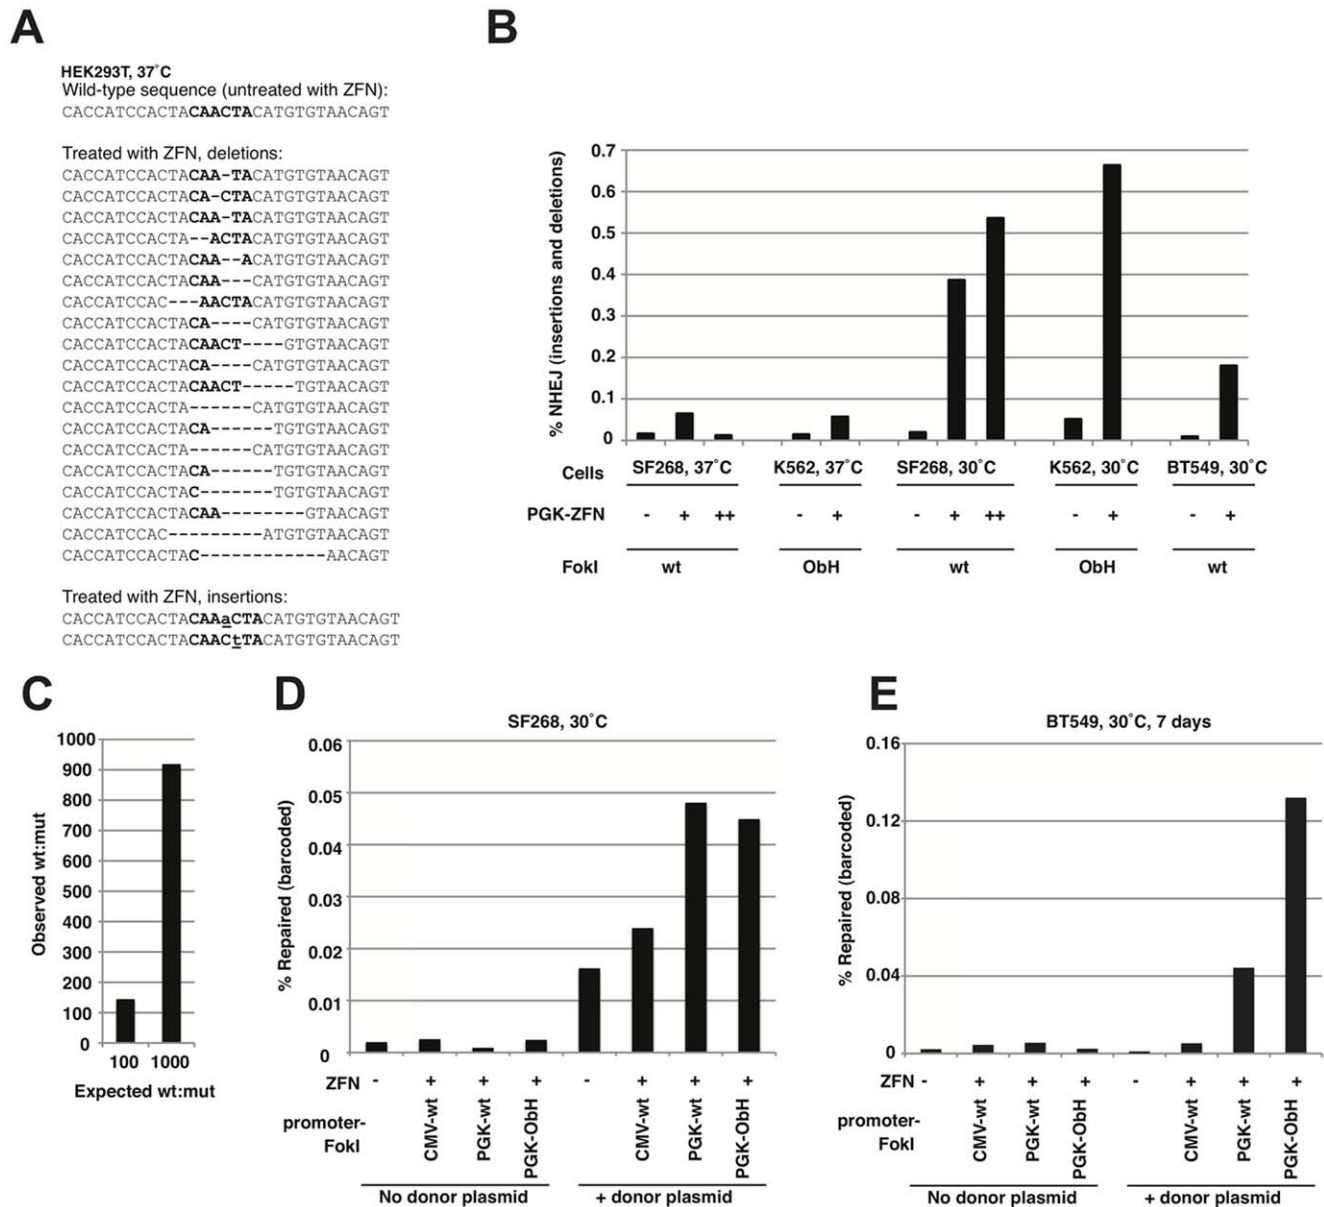 A
HEK293T, 37˚C
Wild-type sequence (untreated with ZFN):
CACCATCCACTACAACTACATGTGTAACAGT
Treated with ZFN, deletions:
CACCATCCACTACAA-TACATGTGTAACAGT
CACCATCCACTACA-CTACATGTGTAACAGT
CACCATCCACTACAA-TACATGTGTAACAGT
CACCATCCACTA--ACTACATGTGTAACAGT
CACCATCCACTACAA--ACATGTGTAACAGT
CACCATCCACTACAA---CATGTGTAACAGT
CACCATCCAC---AACTACATGTGTAACAGT
CACCATCCACTACA----CATGTGTAACAGT
CACCATCCACTACAACT----GTGTAACAGT
CACCATCCACTACA----CATGTGTAACAGT
CACCATCCACTACAACT-----TGTAACAGT
CACCATCCACTA------CATGTGTAACAGT
CACCATCCACTACA------TGTGTAACAGT
CACCATCCACTA------CATGTGTAACAGT
CACCATCCACTACA------TGTGTAACAGT
CACCATCCACTAC-------TGTGTAACAGT
CACCATCCACTACAA--------GTAACAGT
CACCATCCAC---------ATGTGTAACAGT
CACCATCCACTAC------------AACAGT
Treated with ZFN, insertions:
CACCATCCACTACAAaCTACATGTGTAACAGT
CACCATCCACTACAACtTACATGTGTAACAGT
B
% NHEJ (insertions and deletions)
0.7
0.6
0.5
0.4
0.3
0.2
0.1
0
Cells SF268, 37˚C K562, 37˚C SF268, 30˚C K562, 30˚C BT549, 30˚C
PGK-ZFN - + ++ - + - + ++ - + - +
FokI wt ObH wt ObH wt
C
Observed wt:mut
1000
900
800
700
600
500
400
300
200
100
0
100 1000
Expected wt:mut
D
SF268, 30˚C
% Repaired (barcoded)
0.06
0.05
0.04
0.03
0.02
0.01
0
ZFN - + + + - + + +
promoter-
FokI
CMV-wt PGK-wt PGK-ObH CMV-wt PGK-wt PGK-ObH
No donor plasmid + donor plasmid
E
BT549, 30˚C, 7 days
% Repaired (barcoded)
0.16
0.12
0.08
0.04
0
ZFN - + + + - + + +
promoter-
FokI
CMV-wt PGK-wt PGK-ObH CMV-wt PGK-wt PGK-ObH
No donor plasmid + donor plasmid